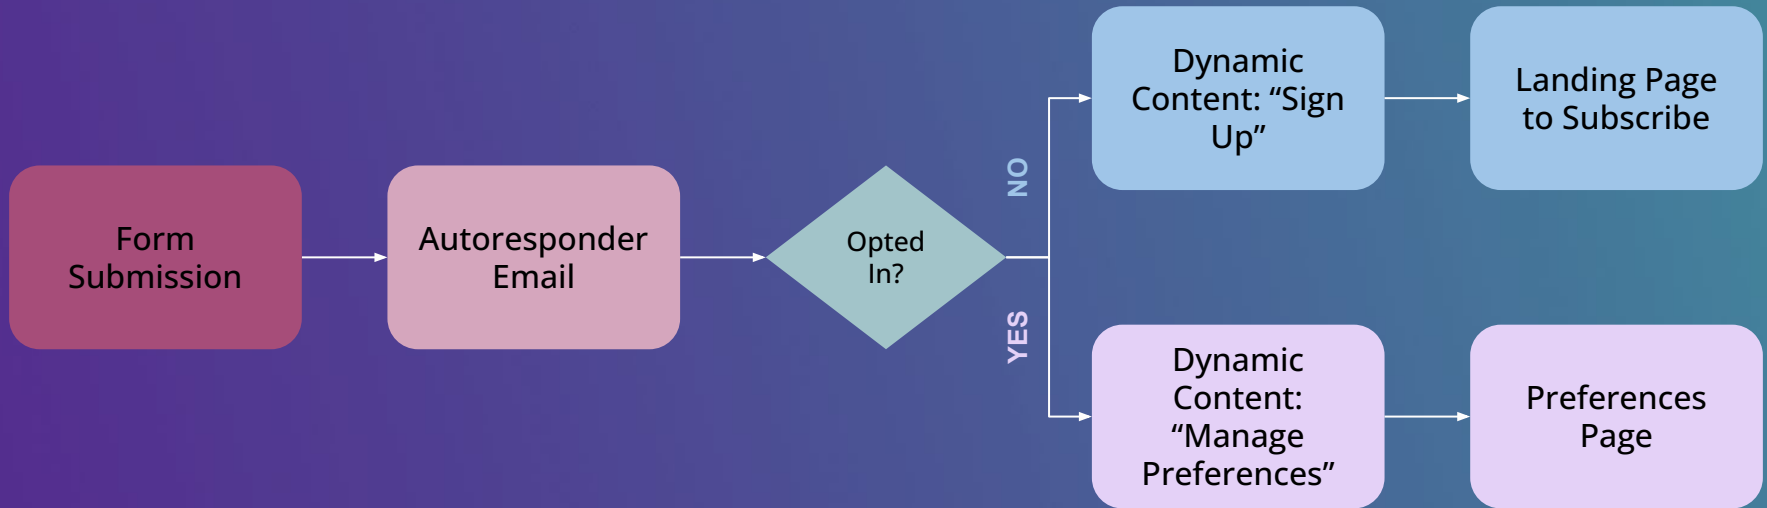 Form
Submission
Autoresponder
Email
Opted
In?
NO
YES
Dynamic
Content: “Sign
Up”
Landing Page
to Subscribe
Dynamic
Content:
“Manage
Preferences”
Preferences
Page